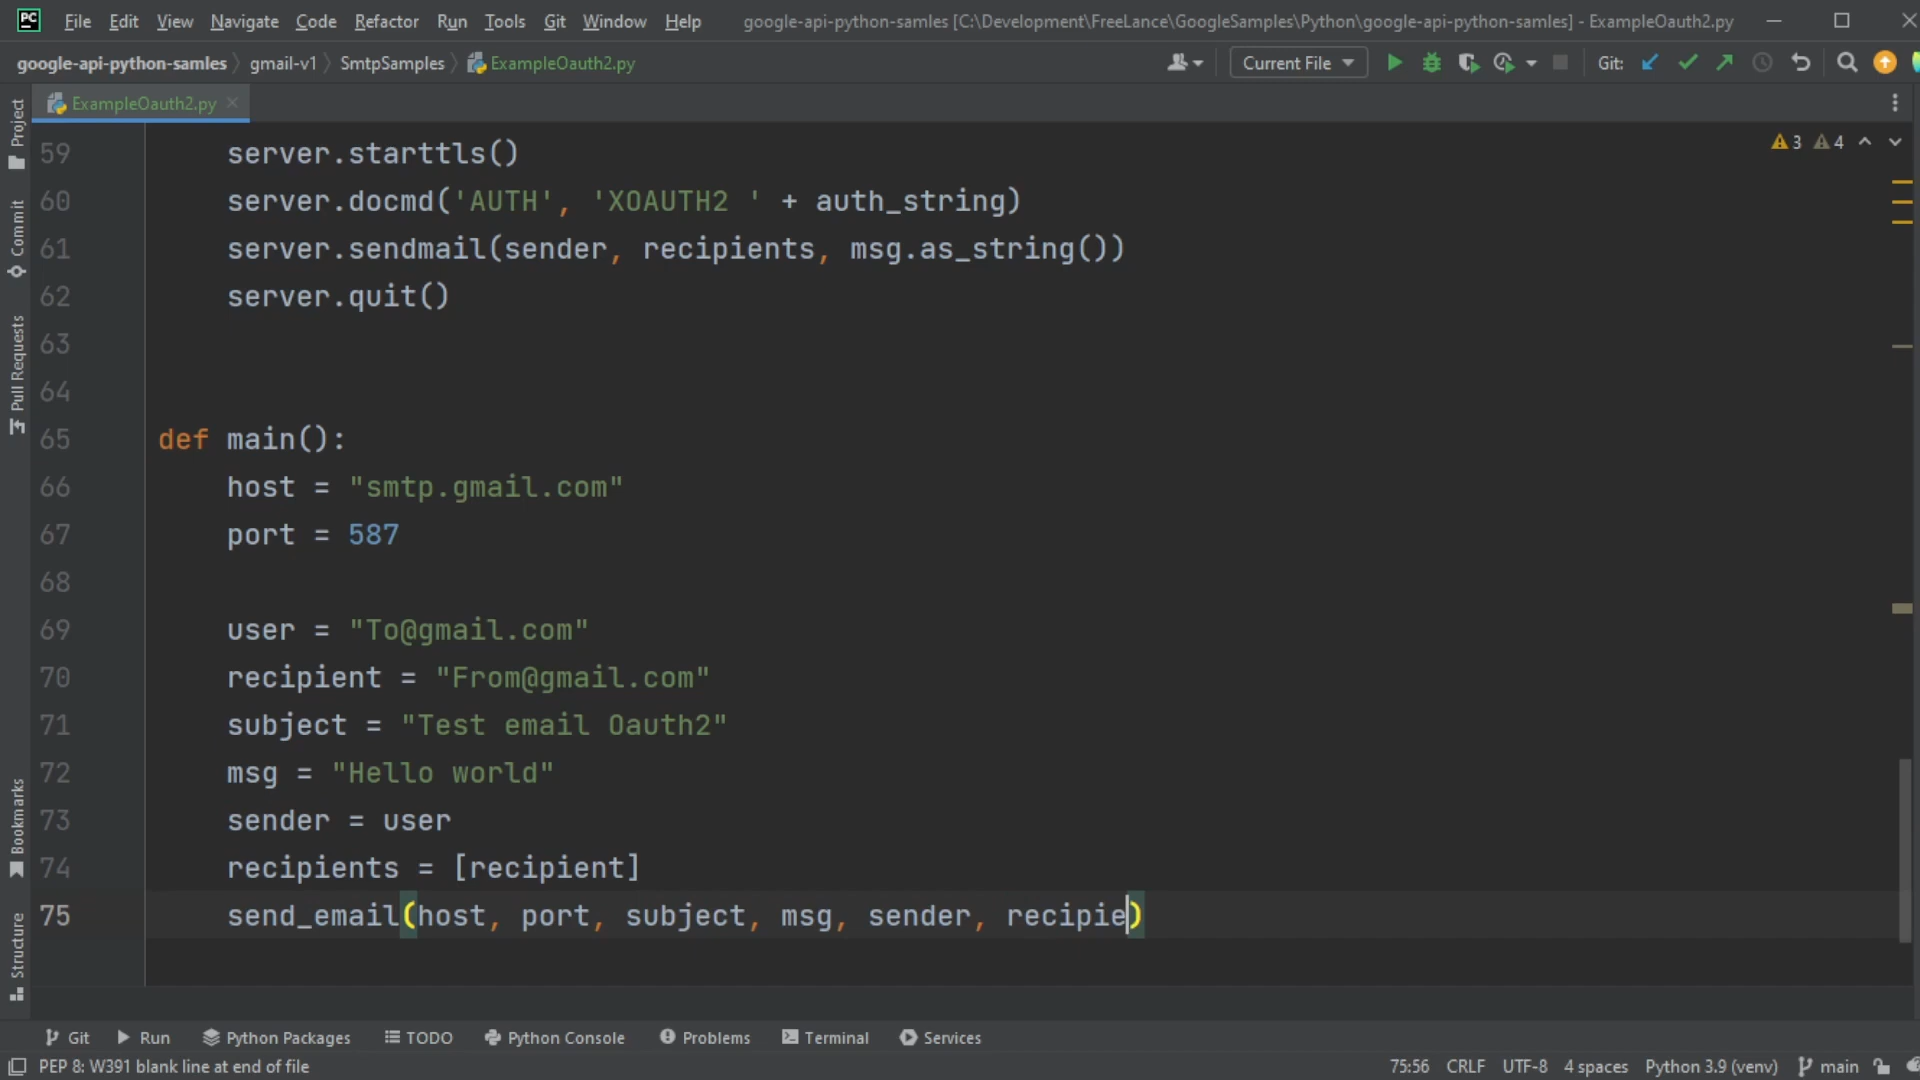 PC File Edit View Navigate Code Refactor Run Tools Git Window Help google-api-python-samles [C:\Development\FreeLance\GoogleSamples\Python\google-api-python-samles] - ExampleOauth2.py
google-api-python-samles gmail-v1 SmtpSamples ExampleOauth2.py Current File Git:
ExampleOauth2.py
Project
Commit
Pull Requests
Bookmarks
Structure
3 4
59 server.starttls()
60 server.docmd('AUTH', 'XOAUTH2 ' + auth_string)
61 server.sendmail(sender, recipients, msg.as_string())
62 server.quit()
63
64
65 def main():
66 host = "smtp.gmail.com"
67 port = 587
68
69 user = "To@gmail.com"
70 recipient = "From@gmail.com"
71 subject = "Test email Oauth2"
72 msg = "Hello world"
73 sender = user
74 recipients = [recipient]
75 send_email(host, port, subject, msg, sender, recipie)
Git Run Python Packages TODO Python Console Problems Terminal Services
PEP 8: W391 blank line at end of file 75:56 CRLF UTF-8 4 spaces Python 3.9 (venv) main